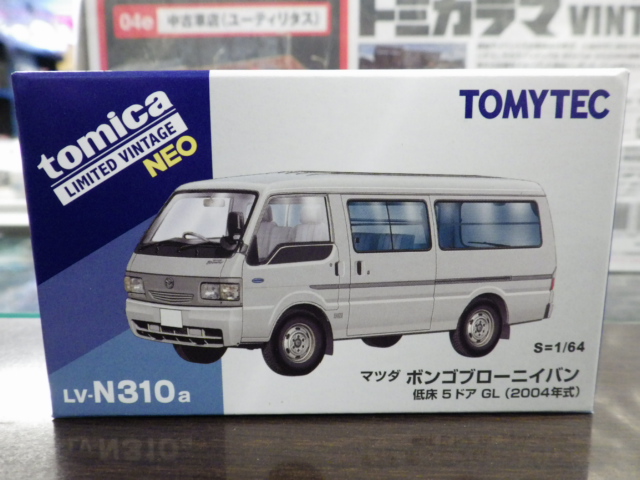 04e 中古車店(ユーティリタス)
トミカラマ VINT
tomica
LIMITED VINTAGE
NEO
TOMYTEC
S=1/64
LV-N310a
マツダ ボンゴブローニイバン
低床 5ドア GL (2004年式)